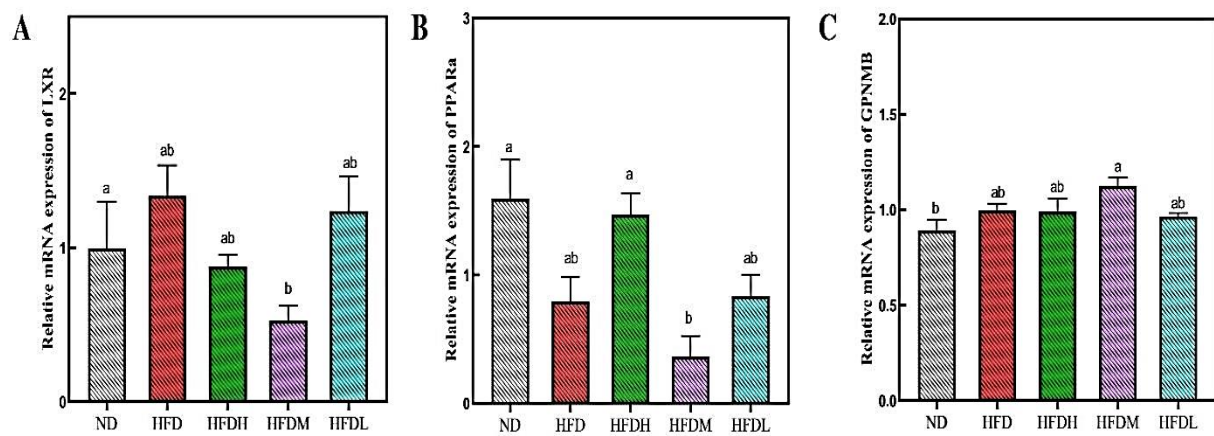 A
Relative mRNA expression of LXR
2
1
0
a
ab
ab
b
ab
ND HFD HFDH HFDM HFDL
B
Relative mRNA expression of PPARa
3
2
1
0
a
ab
a
b
ab
ND HFD HFDH HFDM HFDL
C
Relative mRNA expression of GPNMB
2.0
1.5
1.0
0.5
0.0
b
ab
ab
a
ab
ND HFD HFDH HFDM HFDL